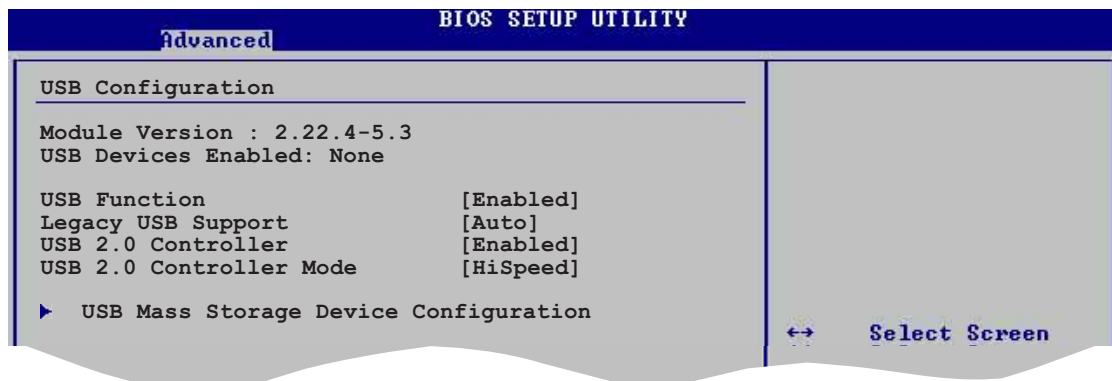 BIOS SETUP UTILITY
Advanced
USB Configuration
Module Version : 2.22.4-5.3
USB Devices Enabled: None
USB Function [Enabled]
Legacy USB Support [Auto]
USB 2.0 Controller [Enabled]
USB 2.0 Controller Mode [HiSpeed]
USB Mass Storage Device Configuration
↔ Select Screen